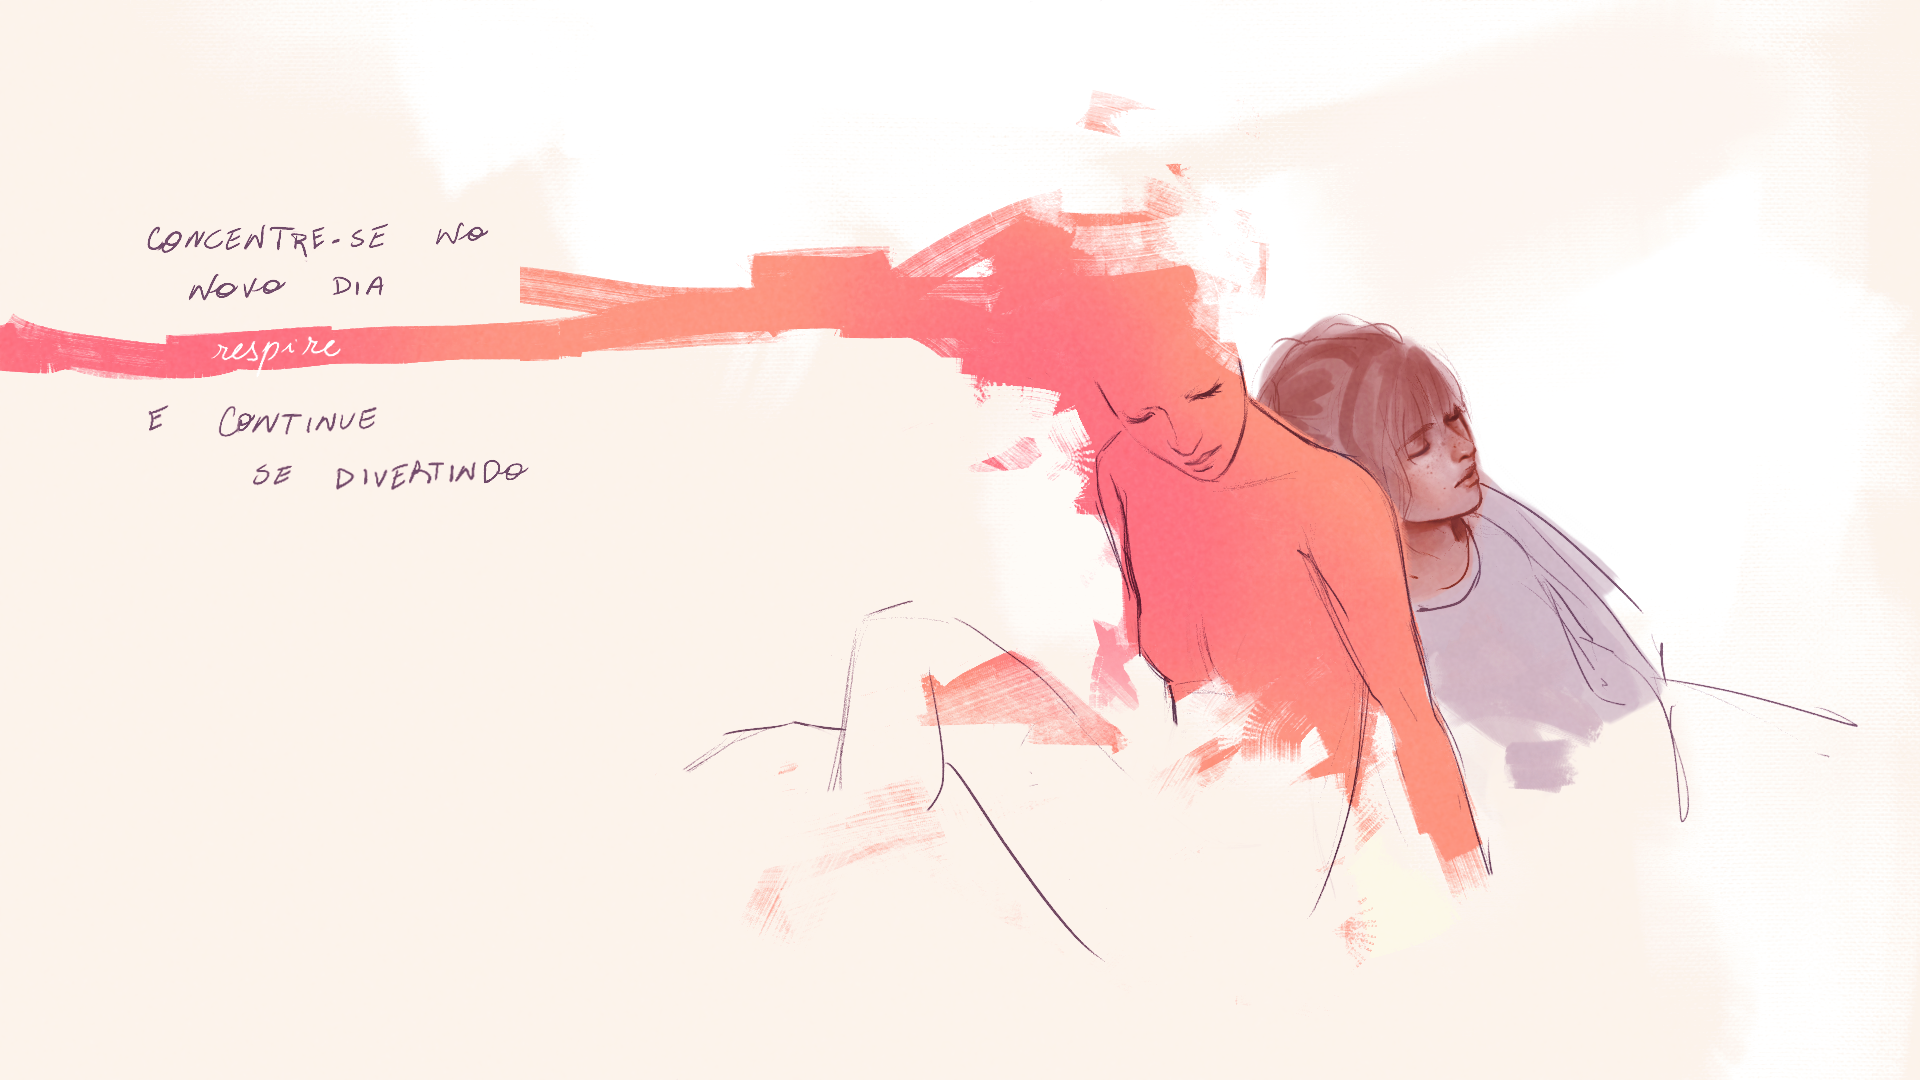 CONCENTRE-SE NO
NOVO DIA
respire
E CONTINUE
SE DIVERTINDO